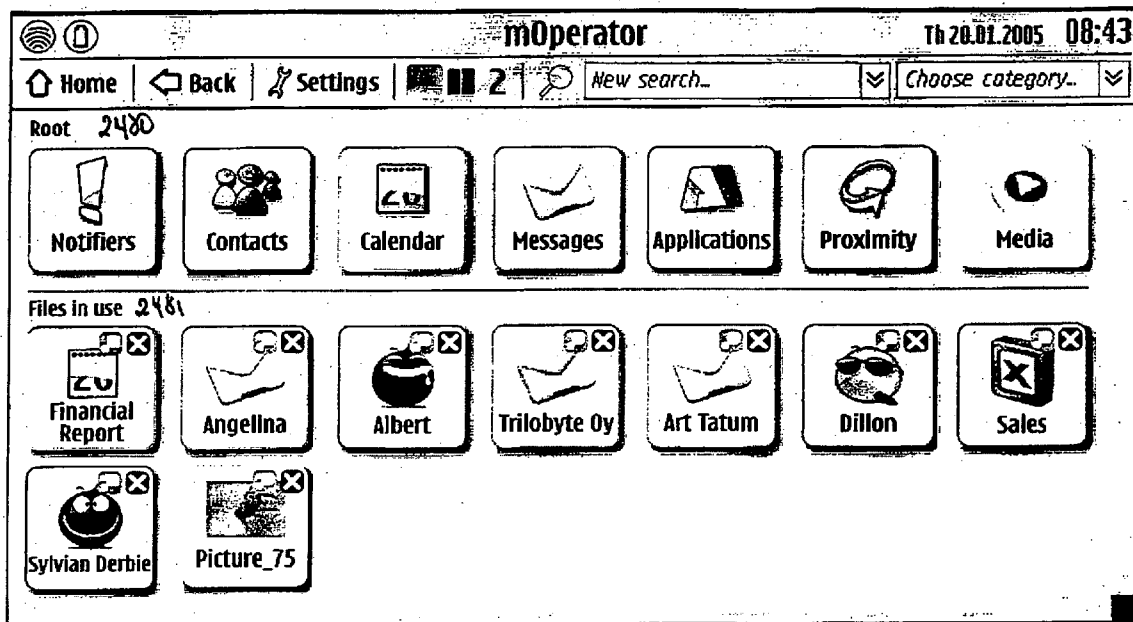 mOperator Th 20.01.2005 08:43
Home Back Settings 2 New search... Choose category...
Root 2480
Notifiers Contacts Calendar Messages Applications Proximity Media
Files in use 2481
Financial Report Angelina Albert Trilobyte Oy Art Tatum Dillon Sales
Sylvian Derbie Picture_75